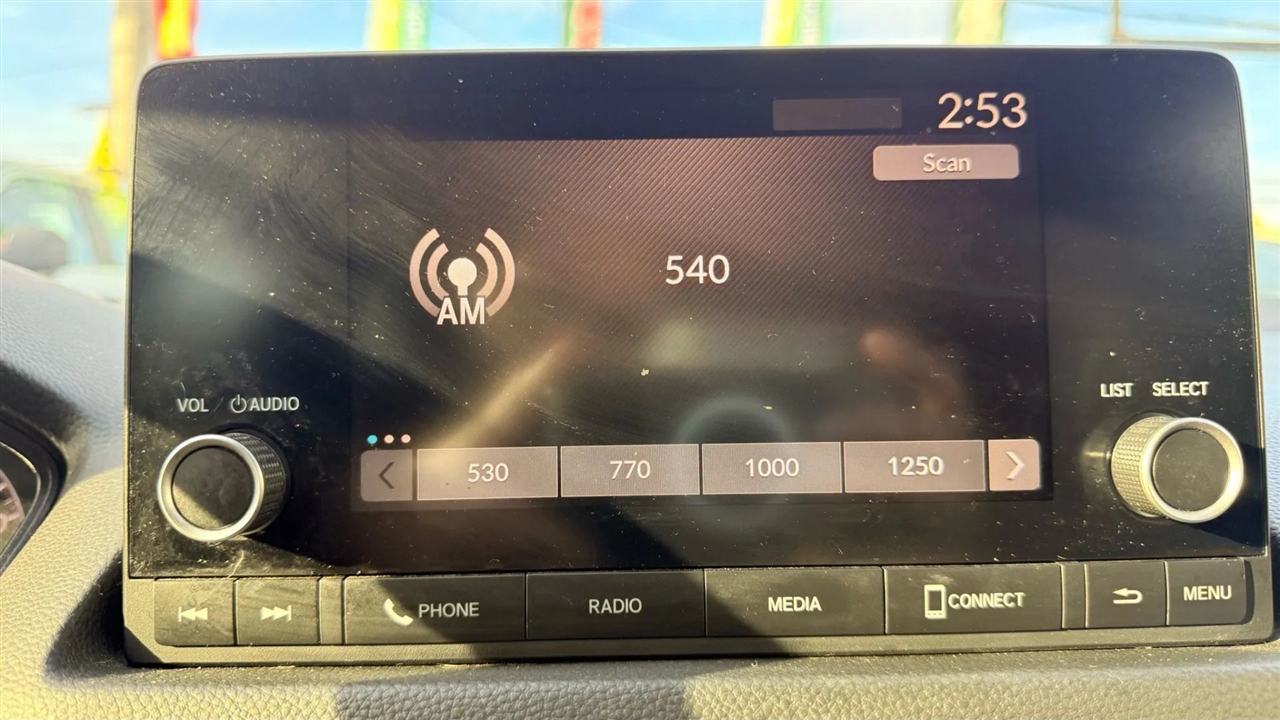 2:53
Scan
540
AM
VOL AUDIO
LIST SELECT
530 770 1000 1250
PHONE RADIO MEDIA CONNECT MENU